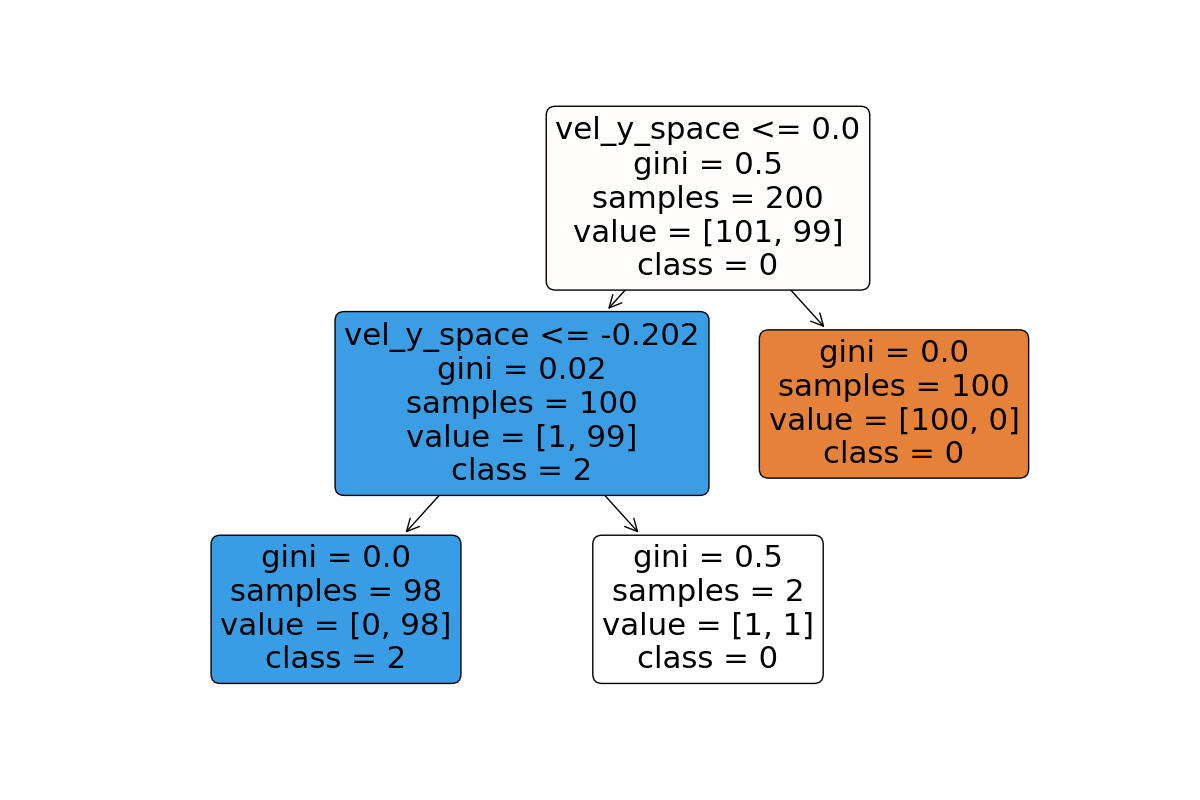 vel_y_space <= 0.0
gini = 0.5
samples = 200
value = [101, 99]
class = 0
vel_y_space <= -0.202
gini = 0.02
samples = 100
value = [1, 99]
class = 2
gini = 0.0
samples = 100
value = [100, 0]
class = 0
gini = 0.0
samples = 98
value = [0, 98]
class = 2
gini = 0.5
samples = 2
value = [1, 1]
class = 0